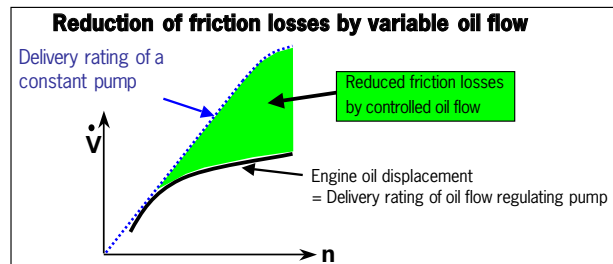 Reduction of friction losses by variable oil flow
Delivery rating of a
constant pump
Reduced friction losses
by controlled oil flow
V̇
Engine oil displacement
= Delivery rating of oil flow regulating pump
n